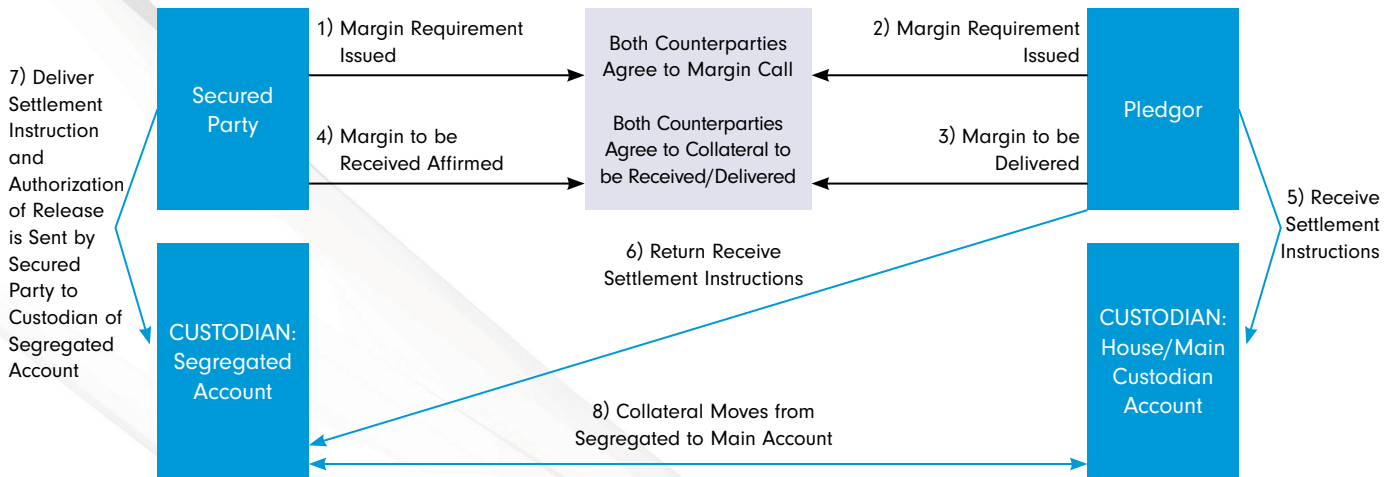 1) Margin Requirement
Issued
2) Margin Requirement
Issued
Both Counterparties
Agree to Margin Call
7) Deliver
Settlement
Instruction
and
Authorization
of Release
is Sent by
Secured
Party to
Custodian of
Segregated
Account
Secured
Party
Pledgor
4) Margin to be
Received Affirmed
Both Counterparties
Agree to Collateral to
be Received/Delivered
3) Margin to be
Delivered
5) Receive
Settlement
Instructions
6) Return Receive
Settlement Instructions
CUSTODIAN:
Segregated
Account
CUSTODIAN:
House/Main
Custodian
Account
8) Collateral Moves from
Segregated to Main Account